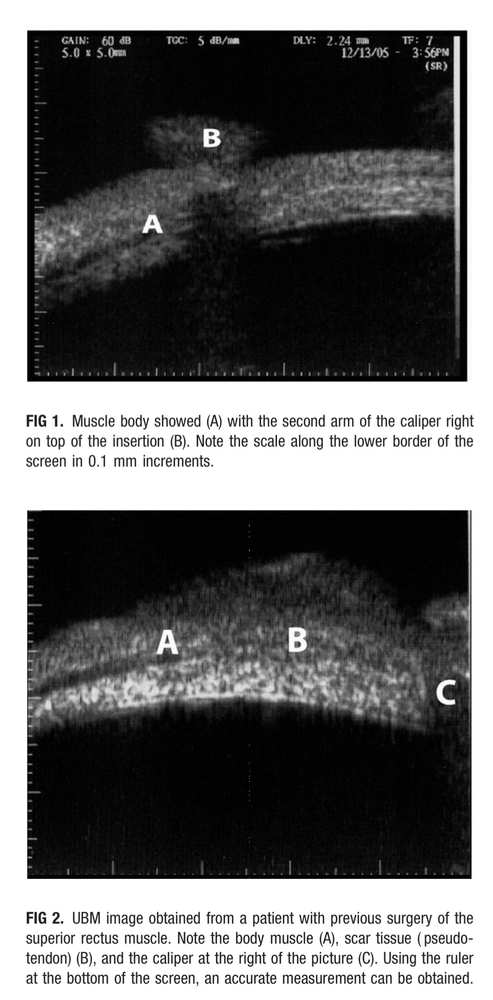 GAIN: 60 dB TGC: 5 dB/mm DLY: 2.24 mm TF: 7
5.0 x 5.0mm 12/13/05 - 3:56PM
(SR)
B
A
FIG 1. Muscle body showed (A) with the second arm of the caliper right
on top of the insertion (B). Note the scale along the lower border of the
screen in 0.1 mm increments.
A B
C
FIG 2. UBM image obtained from a patient with previous surgery of the
superior rectus muscle. Note the body muscle (A), scar tissue (pseudo-
tendon) (B), and the caliper at the right of the picture (C). Using the ruler
at the bottom of the screen, an accurate measurement can be obtained.